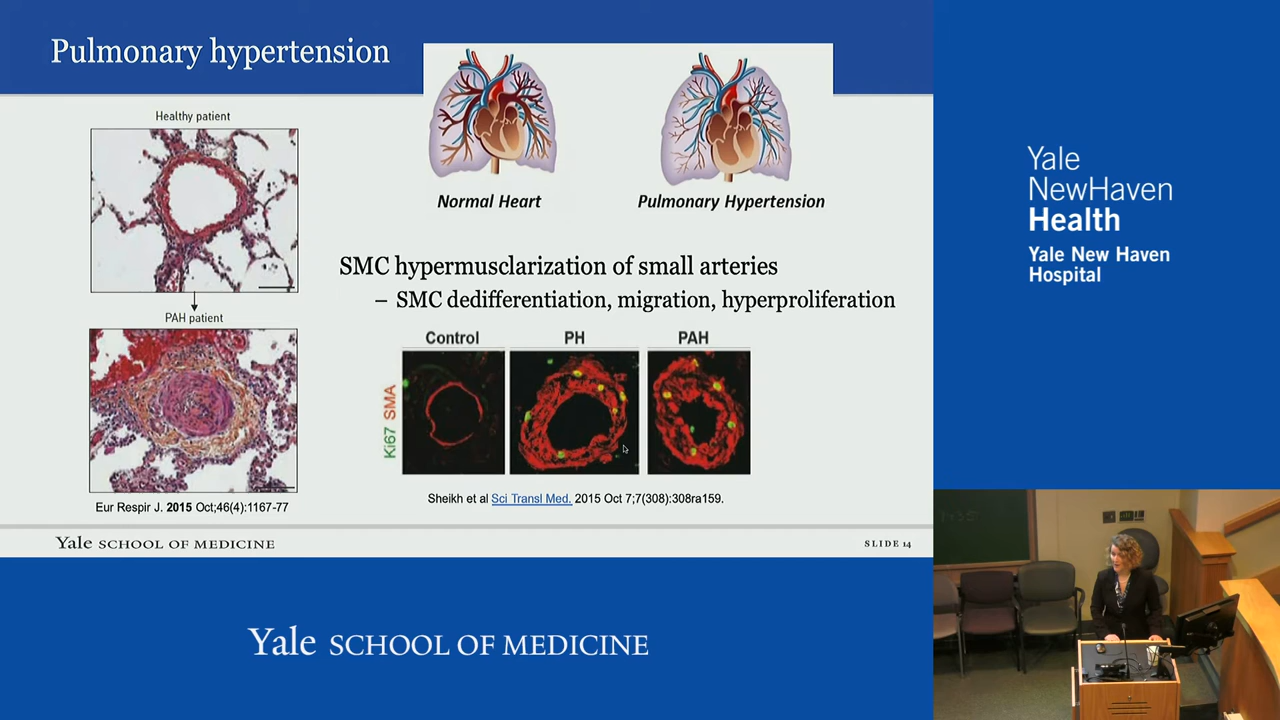 Pulmonary hypertension
Healthy patient
PAH patient
Eur Respir J. 2015 Oct;46(4):1167-77
Normal Heart
Pulmonary Hypertension
SMC hypermusclarization of small arteries
– SMC dedifferentiation, migration, hyperproliferation
Control
PH
PAH
Ki67 SMA
Sheikh et al Sci Transl Med. 2015 Oct 7;7(308):308ra159.
Yale SCHOOL OF MEDICINE
SLIDE 14
Yale
NewHaven
Health
Yale New Haven
Hospital
Yale SCHOOL OF MEDICINE